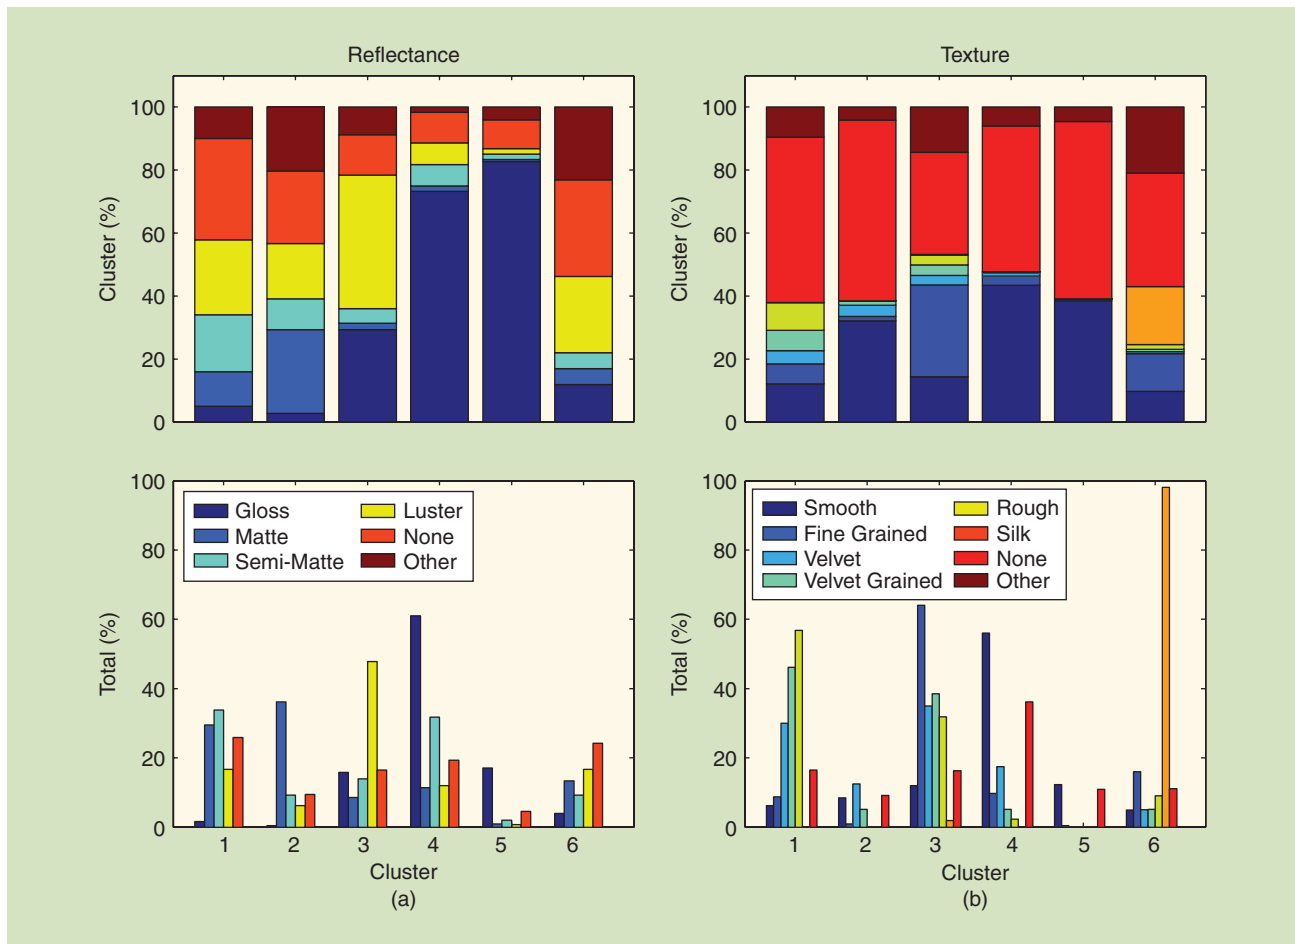 Reflectance
Cluster (%)
100
80
60
40
20
0
Texture
Cluster (%)
100
80
60
40
20
0
Total (%)
100
80
60
40
20
0
Gloss
Matte
Semi-Matte
Luster
None
Other
1 2 3 4 5 6
Cluster
(a)
Total (%)
100
80
60
40
20
0
Smooth
Fine Grained
Velvet
Velvet Grained
Rough
Silk
None
Other
1 2 3 4 5 6
Cluster
(b)